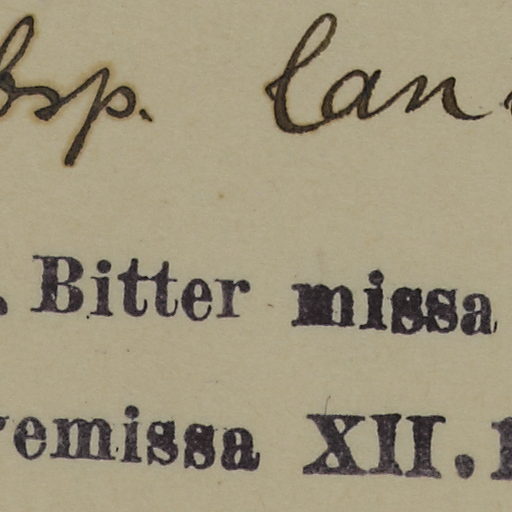 bsp. lan
. Bitter missa
remissa XII.